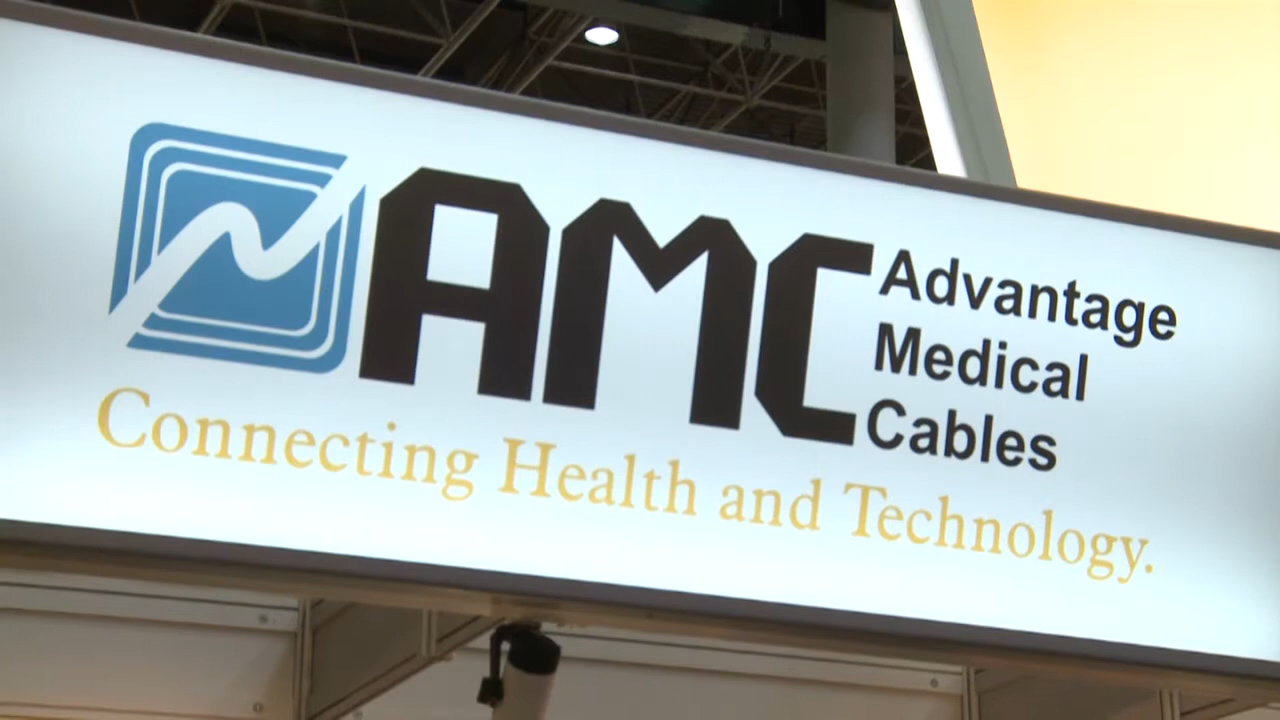 AMC
Advantage
Medical
Cables
Connecting Health and Technology.